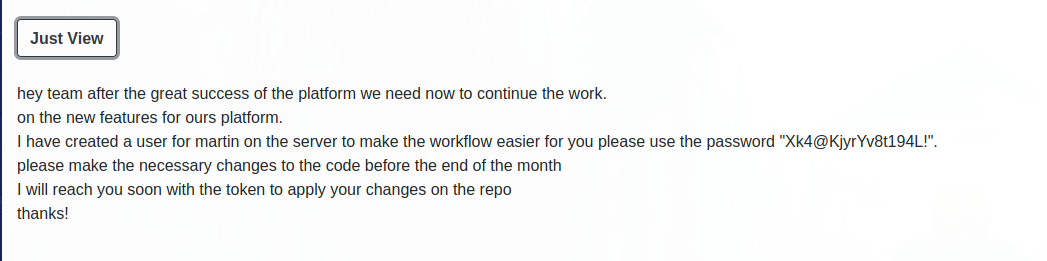 Just View
hey team after the great success of the platform we need now to continue the work.
on the new features for ours platform.
I have created a user for martin on the server to make the workflow easier for you please use the password "Xk4@KjyrYv8t194L!".
please make the necessary changes to the code before the end of the month
I will reach you soon with the token to apply your changes on the repo
thanks!